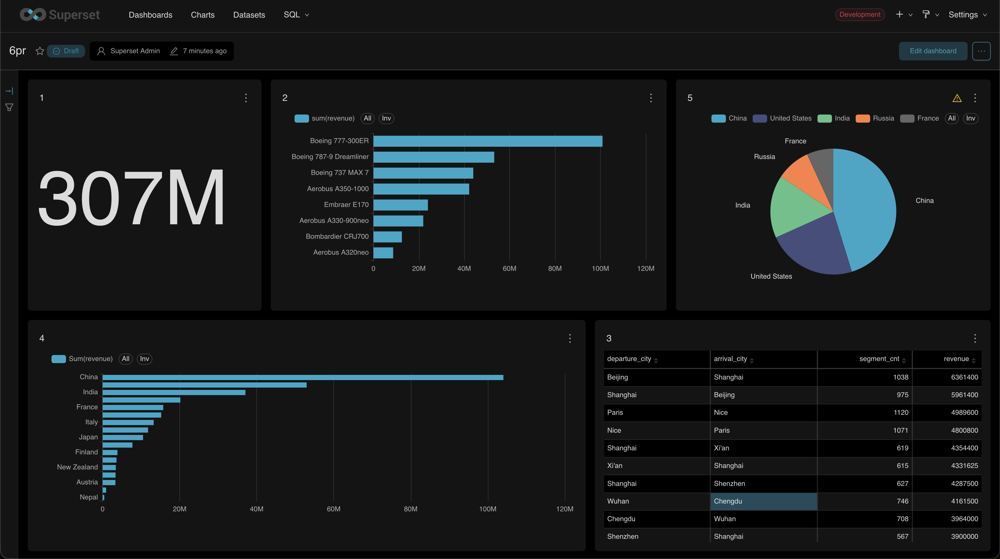 Superset Dashboards Charts Datasets SQL Development Settings
6pr Draft Superset Admin 7 minutes ago Edit dashboard
1
307M
2
sum(revenue) All Inv
Boeing 777-300ER
Boeing 787-9 Dreamliner
Boeing 737 MAX 7
Aerobus A350-1000
Embraer E170
Aerobus A330-900neo
Bombardier CRJ700
Aerobus A320neo
0 20M 40M 60M 80M 100M 120M
5
China United States India Russia France All Inv
France
Russia
China
India
United States
4
Sum(revenue) All Inv
China
India
France
Italy
Japan
Finland
New Zealand
Austria
Nepal
0 20M 40M 60M 80M 100M 120M
3
departure_city arrival_city segment_cnt revenue
Beijing Shanghai 1038 6361400
Shanghai Beijing 975 5961400
Paris Nice 1120 4989600
Nice Paris 1071 4800800
Shanghai Xi'an 619 4354400
Xi'an Shanghai 615 4331625
Shanghai Shenzhen 627 4287500
Wuhan Chengdu 746 4161500
Chengdu Wuhan 708 3964000
Shenzhen Shanghai 567 3900000